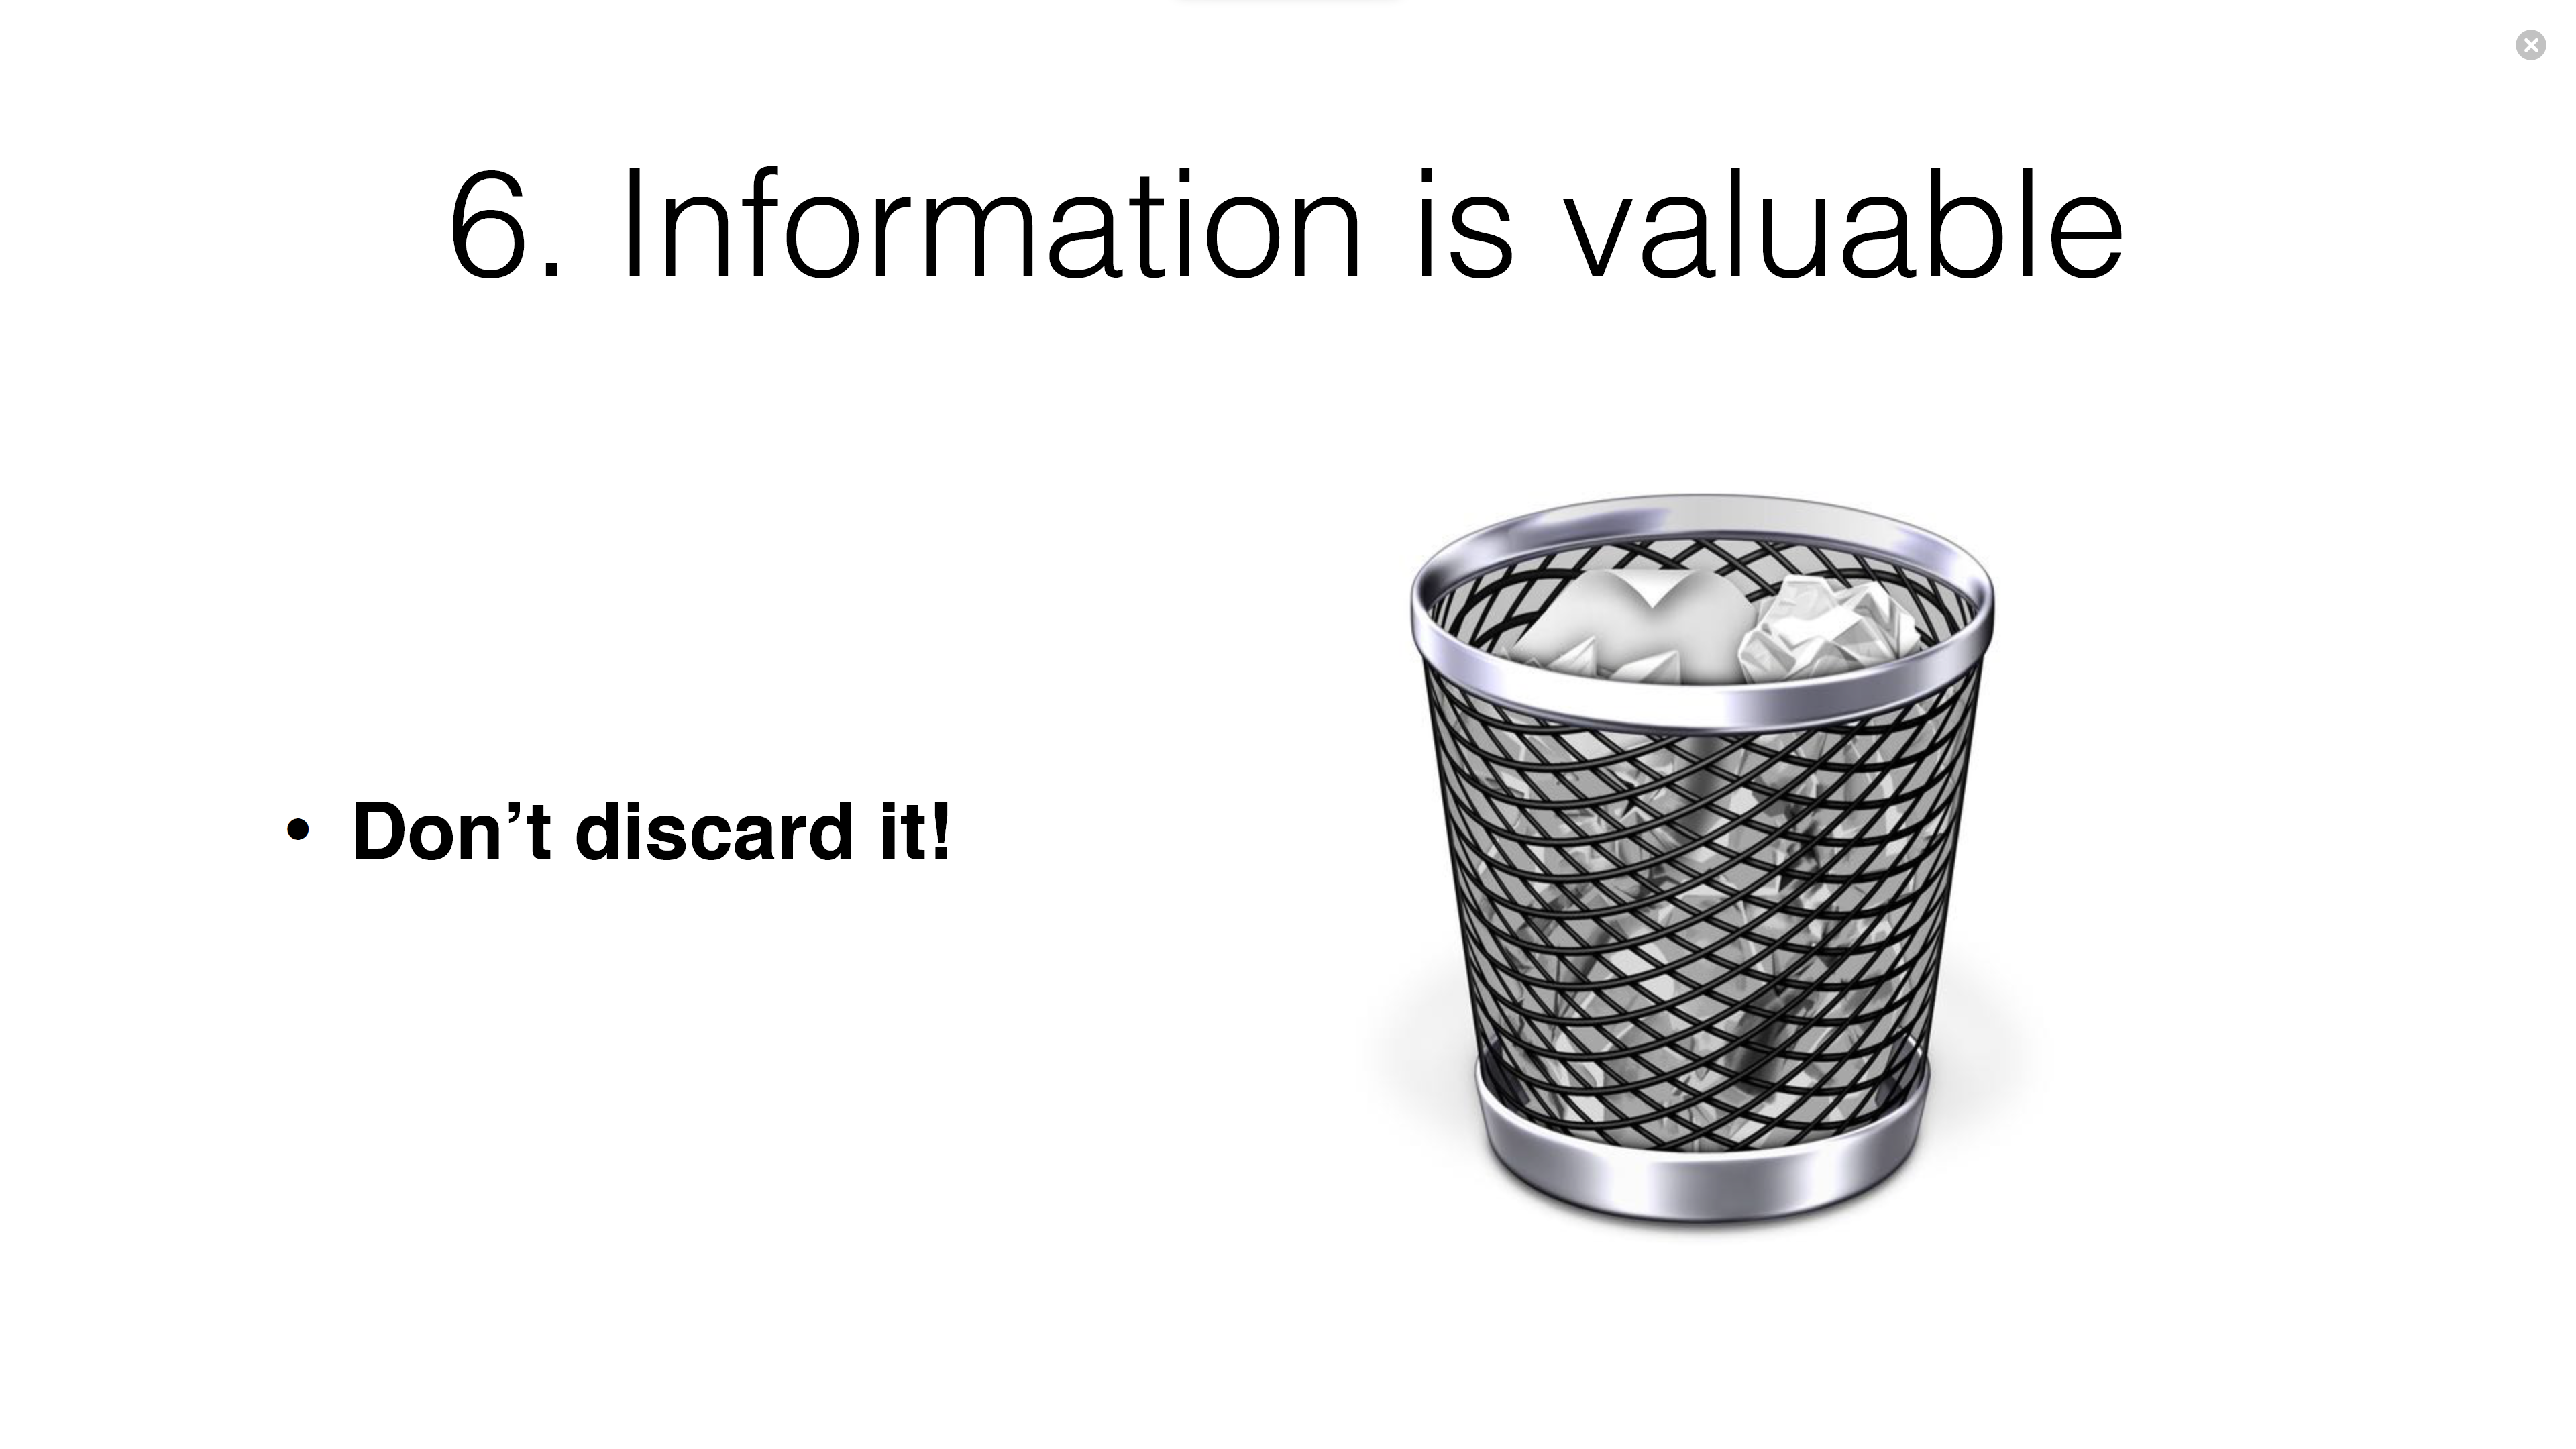 6. Information is valuable
• Don’t discard it!